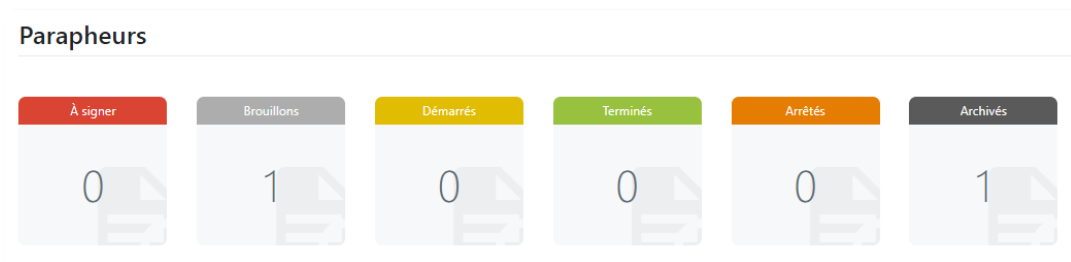 Parapheurs
À signer Brouillons Démarrés Terminés Arrêtés Archivés
0 1 0 0 0 1